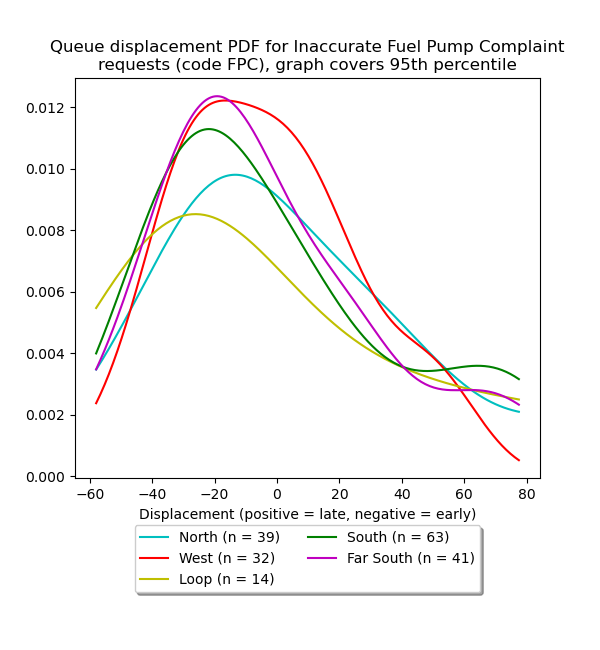 Queue displacement PDF for Inaccurate Fuel Pump Complaint
requests (code FPC), graph covers 95th percentile
0.012
0.010
0.008
0.006
0.004
0.002
0.000
−60 −40 −20 0 20 40 60 80
Displacement (positive = late, negative = early)
North (n = 39) South (n = 63)
West (n = 32) Far South (n = 41)
Loop (n = 14)